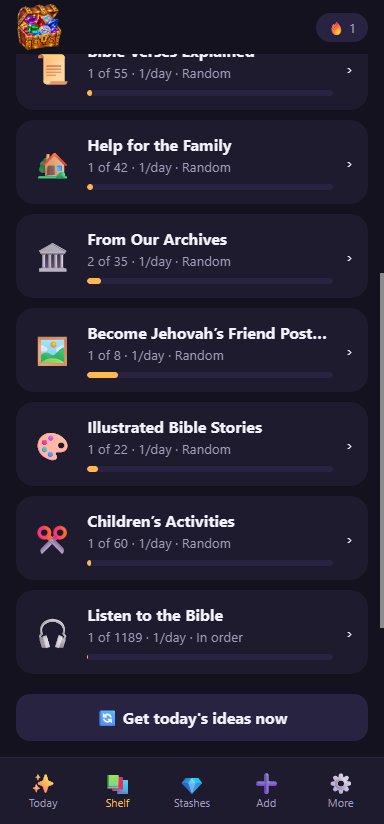 1
Bible Verses Explained
1 of 55 · 1/day · Random
Help for the Family
1 of 42 · 1/day · Random
From Our Archives
2 of 35 · 1/day · Random
Become Jehovah’s Friend Post...
1 of 8 · 1/day · Random
Illustrated Bible Stories
1 of 22 · 1/day · Random
Children’s Activities
1 of 60 · 1/day · Random
Listen to the Bible
1 of 1189 · 1/day · In order
Get today's ideas now
Today Shelf Stashes Add More